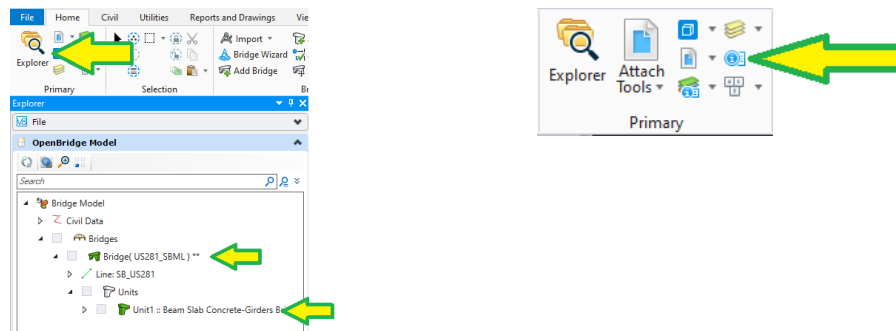 File Home Civil Utilities Reports and Drawings Vie
Import
Explorer
Bridge Wizard
Add Bridge
Primary Selection Br
Explorer
File
OpenBridge Model
Search
Bridge Model
Civil Data
Bridges
Bridge( US281_SBML ) **
Line: SB_US281
Units
Unit1 :: Beam Slab Concrete-Girders B
Explorer Attach
Tools
Primary